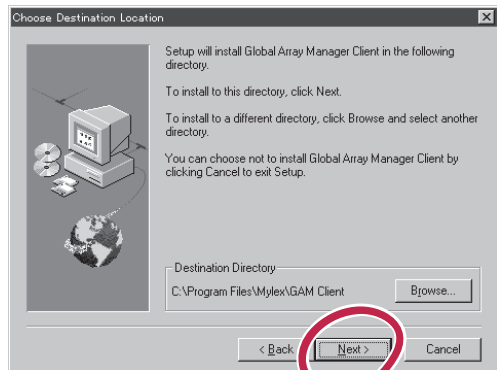 Choose Destination Location
Setup will install Global Array Manager Client in the following
directory.
To install to this directory, click Next.
To install to a different directory, click Browse and select another
directory.
You can choose not to install Global Array Manager Client by
clicking Cancel to exit Setup.
Destination Directory
C:\Program Files\Mylex\GAM Client
Browse...
< Back
Next >
Cancel